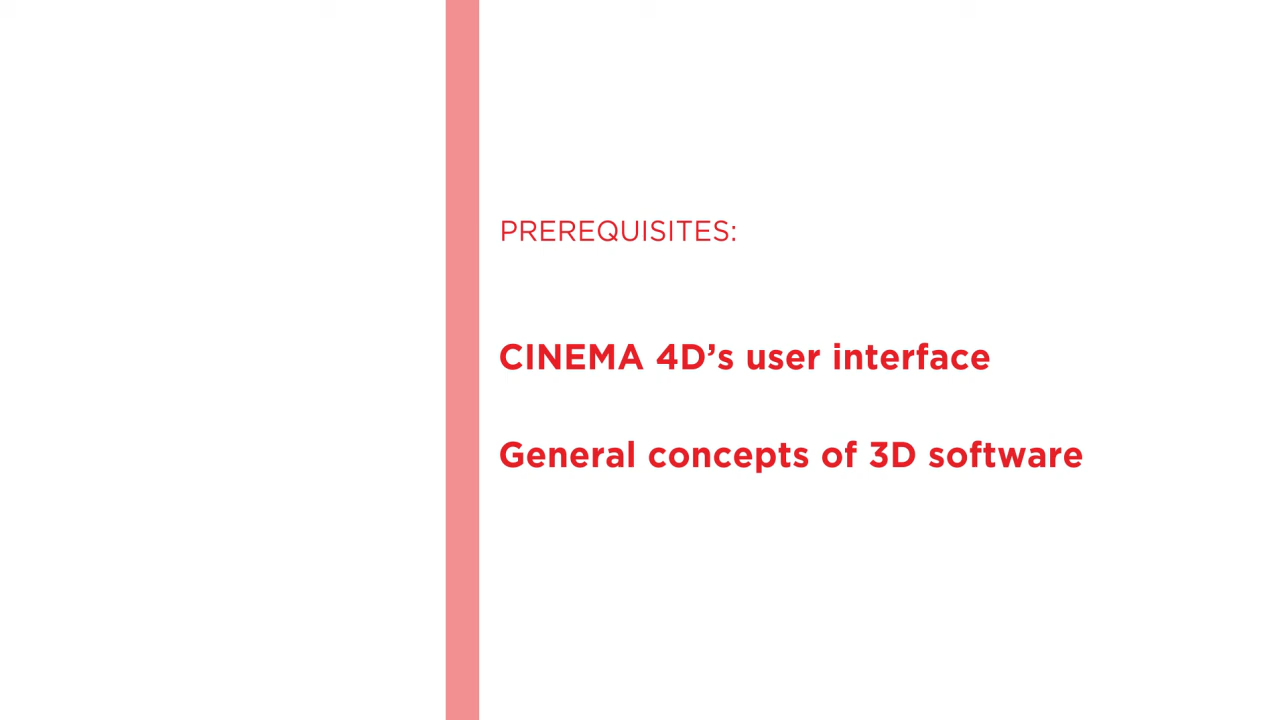 PREREQUISITES:
CINEMA 4D’s user interface
General concepts of 3D software